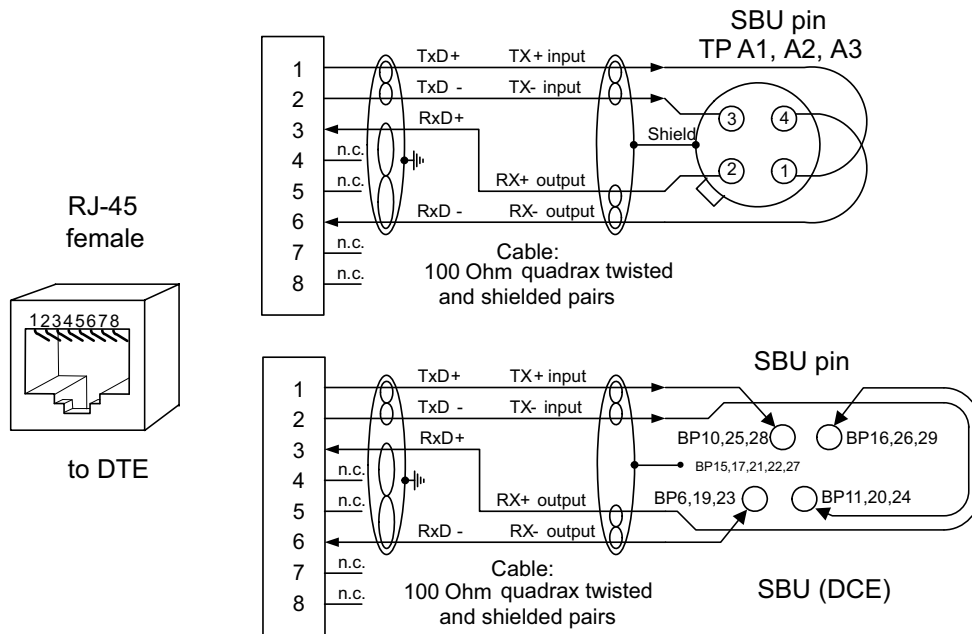 SBU pin
TP A1, A2, A3
1
TxD+ TX+ input
2
TxD - TX- input
3
RxD+
4
n.c.
5
n.c.
RX+ output
6
RxD - RX- output
7
n.c.
8
n.c.
Shield
3 4
2 1
Cable:
100 Ohm quadrax twisted
and shielded pairs
RJ-45
female
12345678
to DTE
SBU pin
1
TxD+ TX+ input
2
TxD - TX- input
3
RxD+
4
n.c.
5
n.c.
RX+ output
6
RxD - RX- output
7
n.c.
8
n.c.
BP10,25,28 BP16,26,29
BP15,17,21,22,27
BP6,19,23 BP11,20,24
Cable:
100 Ohm quadrax twisted
and shielded pairs
SBU (DCE)